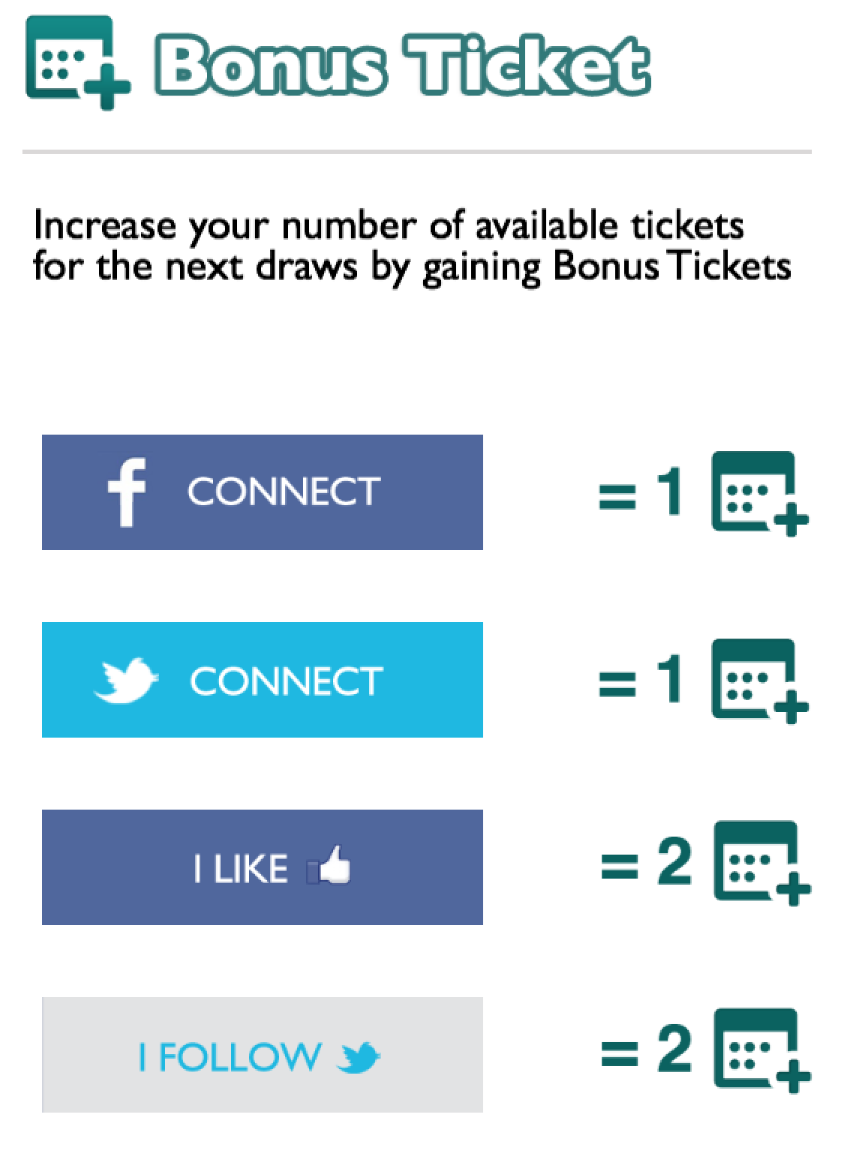 Bonus Ticket
Increase your number of available tickets
for the next draws by gaining Bonus Tickets
f CONNECT = 1
CONNECT = 1
I LIKE = 2
I FOLLOW = 2